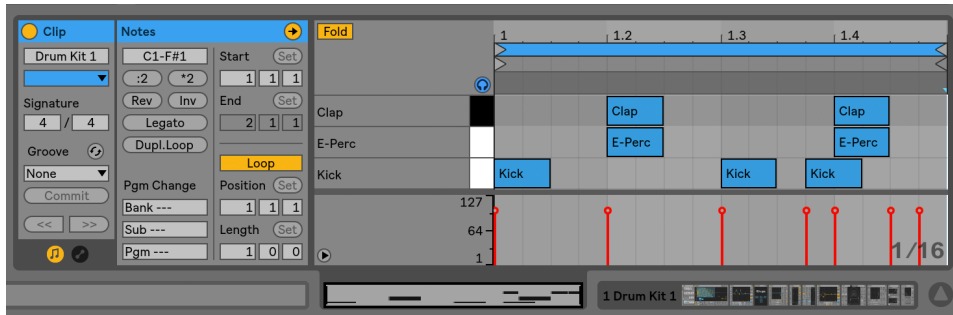 Clip Notes Fold
1 1.2 1.3 1.4
Drum Kit 1 C1-F#1 Start Set
:2 *2 1 1 1
Signature Rev Inv End Set
4 / 4 Legato 2 1 1
Groove Dupl.Loop
None Loop
Commit Pgm Change Position Set
Bank --- 1 1 1
<< >> Sub --- Length Set
Pgm --- 1 0 0
Clap Clap Clap
E-Perc E-Perc E-Perc
Kick Kick Kick Kick
127
64
1 1/16
1 Drum Kit 1